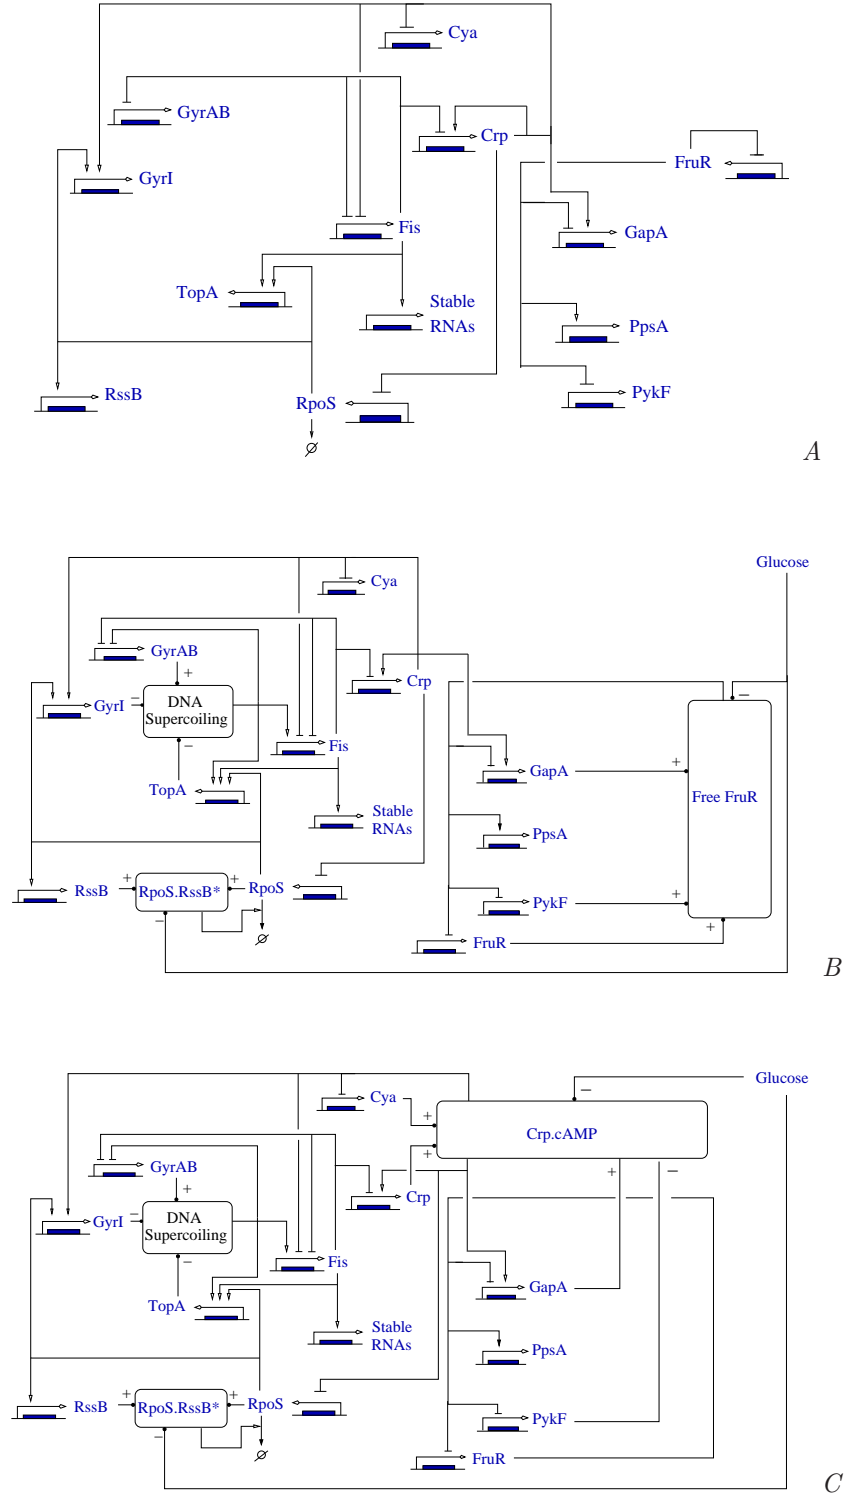 Cya
GyrAB
Crp
FruR
GyrI
Fis
GapA
TopA
Stable
RNAs
PpsA
RssB
RpoS
PykF
A
Glucose
Cya
GyrAB
+
Crp
GyrI
−
DNA
Supercoiling
−
Fis
−
TopA
+
GapA
Free FruR
Stable
RNAs
PpsA
RssB
+
RpoS.RssB*
+
RpoS
−
PykF
+
+
FruR
B
Glucose
−
Cya
+
Crp.cAMP
+
GyrAB
+
−
+
Crp
GyrI
−
DNA
Supercoiling
−
Fis
GapA
TopA
Stable
RNAs
PpsA
RssB
+
RpoS.RssB*
+
RpoS
−
PykF
FruR
C